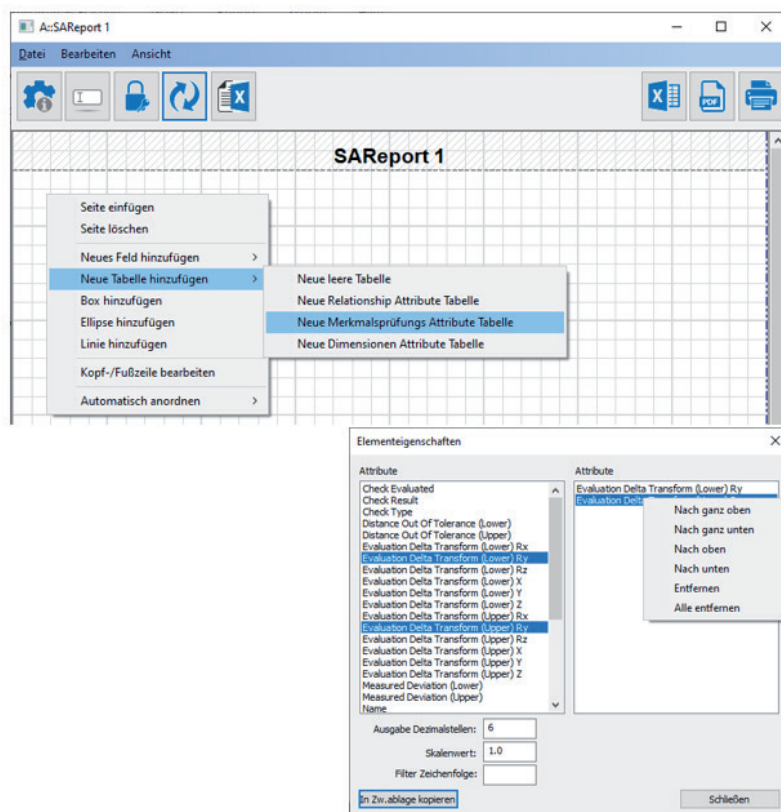 A::SAReport 1
Datei Bearbeiten Ansicht
SAReport 1
Seite einfügen
Seite löschen
Neues Feld hinzufügen
Neue Tabelle hinzufügen
Box hinzufügen
Ellipse hinzufügen
Linie hinzufügen
Kopf-/Fußzeile bearbeiten
Automatisch anordnen
Neue leere Tabelle
Neue Relationship Attribute Tabelle
Neue Merkmalsprüfungs Attribute Tabelle
Neue Dimensionen Attribute Tabelle
Elementeigenschaften
Attribute
Check Evaluated
Check Result
Check Type
Distance Out Of Tolerance (Lower)
Distance Out Of Tolerance (Upper)
Evaluation Delta Transform (Lower) Rx
Evaluation Delta Transform (Lower) Ry
Evaluation Delta Transform (Lower) Rz
Evaluation Delta Transform (Lower) X
Evaluation Delta Transform (Lower) Y
Evaluation Delta Transform (Lower) Z
Evaluation Delta Transform (Upper) Rx
Evaluation Delta Transform (Upper) Ry
Evaluation Delta Transform (Upper) Rz
Evaluation Delta Transform (Upper) X
Evaluation Delta Transform (Upper) Y
Evaluation Delta Transform (Upper) Z
Measured Deviation (Lower)
Measured Deviation (Upper)
Name
Attribute
Evaluation Delta Transform (Lower) Ry
Evaluation Delta
Nach ganz oben
Nach ganz unten
Nach oben
Nach unten
Entfernen
Alle entfernen
Ausgabe Dezimalstellen: 6
Skalenwert: 1.0
Filter Zeichenfolge:
In Zw.ablage kopieren
Schließen